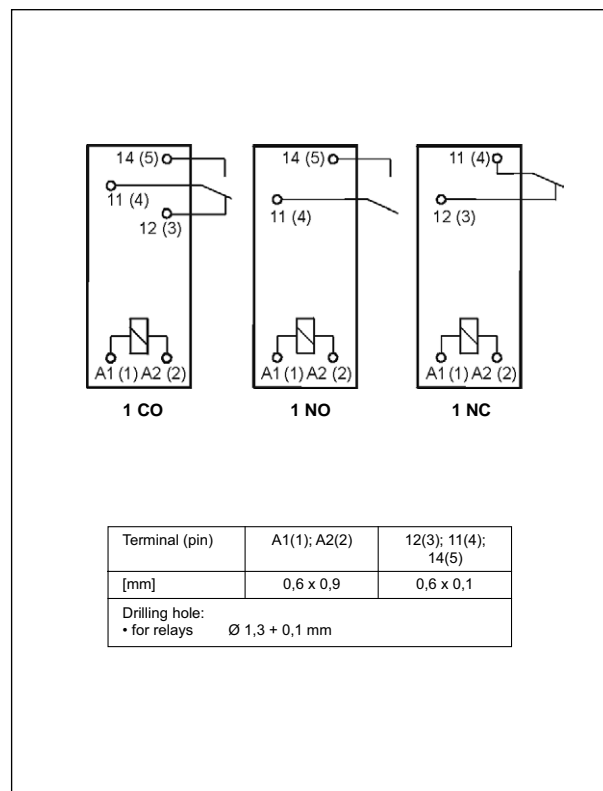 14 (5)
11 (4)
12 (3)
A1 (1) A2 (2)
1 CO
14 (5)
11 (4)
A1 (1) A2 (2)
1 NO
11 (4)
12 (3)
A1 (1) A2 (2)
1 NC
Terminal (pin) A1(1); A2(2) 12(3); 11(4);
14(5)
[mm] 0,6 x 0,9 0,6 x 0,1
Drilling hole:
• for relays Ø 1,3 + 0,1 mm